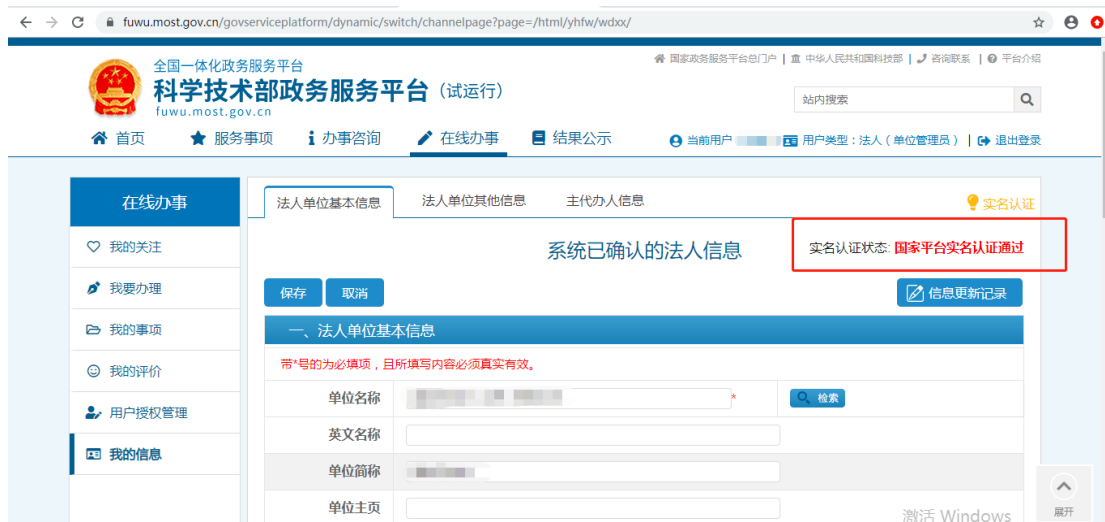 fuwu.most.gov.cn/govserviceplatform/dynamic/switch/channelpage?page=/html/yhfw/wdxx/
国家政务服务平台总门户 | 中华人民共和国科技部 | 咨询联系 | 平台介绍
全国一体化政务服务平台
科学技术部政务服务平台（试运行）
fuwu.most.gov.cn
站内搜索
首页 服务事项 办事咨询 在线办事 结果公示 当前用户 用户类型：法人（单位管理员） | 退出登录
在线办事
我的关注
我要办理
我的事项
我的评价
用户授权管理
我的信息
法人单位基本信息 法人单位其他信息 主代办人信息 实名认证
系统已确认的法人信息 实名认证状态: 国家平台实名认证通过
保存 取消 信息更新记录
一、法人单位基本信息
带*号的为必填项，且所填写内容必须真实有效。
单位名称 * 检索
英文名称
单位简称
单位主页
激活 Windows
展开